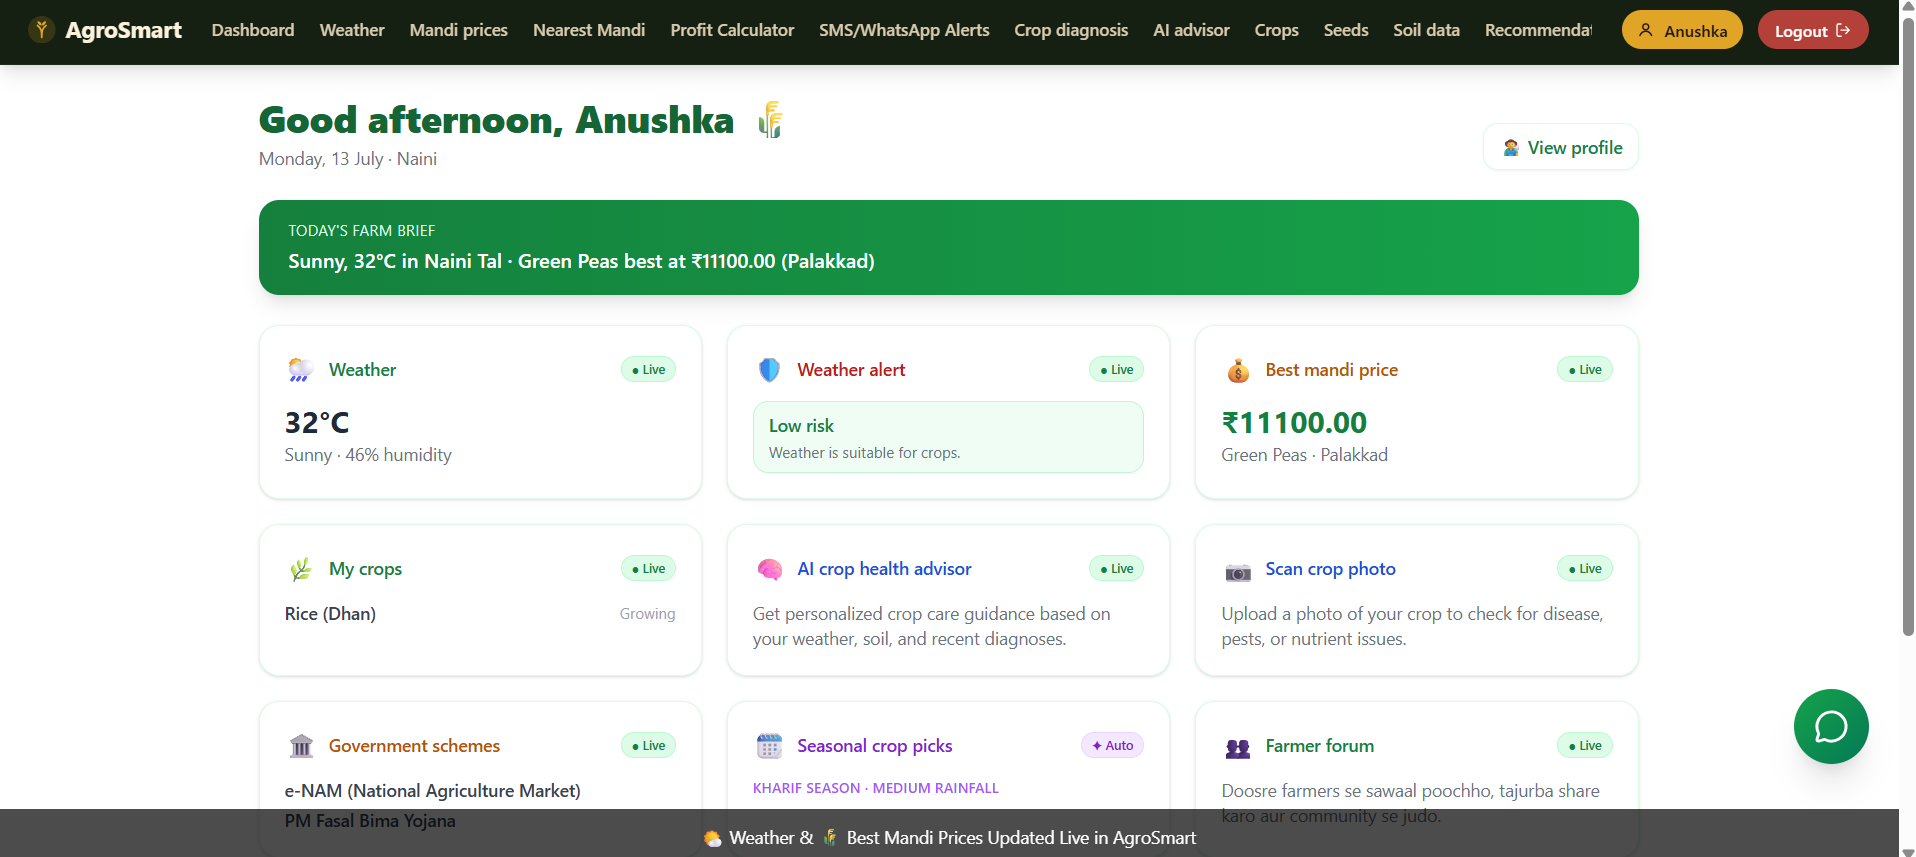 AgroSmart Dashboard Weather Mandi prices Nearest Mandi Profit Calculator SMS/WhatsApp Alerts Crop diagnosis AI advisor Crops Seeds Soil data Recommendat Anushka Logout
Good afternoon, Anushka
Monday, 13 July · Naini
View profile
TODAY'S FARM BRIEF
Sunny, 32°C in Naini Tal · Green Peas best at ₹11100.00 (Palakkad)
Weather
● Live
32°C
Sunny · 46% humidity
Weather alert
● Live
Low risk
Weather is suitable for crops.
Best mandi price
● Live
₹11100.00
Green Peas · Palakkad
My crops
● Live
Rice (Dhan) Growing
AI crop health advisor
● Live
Get personalized crop care guidance based on
your weather, soil, and recent diagnoses.
Scan crop photo
● Live
Upload a photo of your crop to check for disease,
pests, or nutrient issues.
Government schemes
● Live
e-NAM (National Agriculture Market)
PM Fasal Bima Yojana
Seasonal crop picks
✦ Auto
KHARIF SEASON · MEDIUM RAINFALL
Farmer forum
● Live
Doosre farmers se sawaal poochho, tajurba share
karo aur community se judo.
Weather & Best Mandi Prices Updated Live in AgroSmart